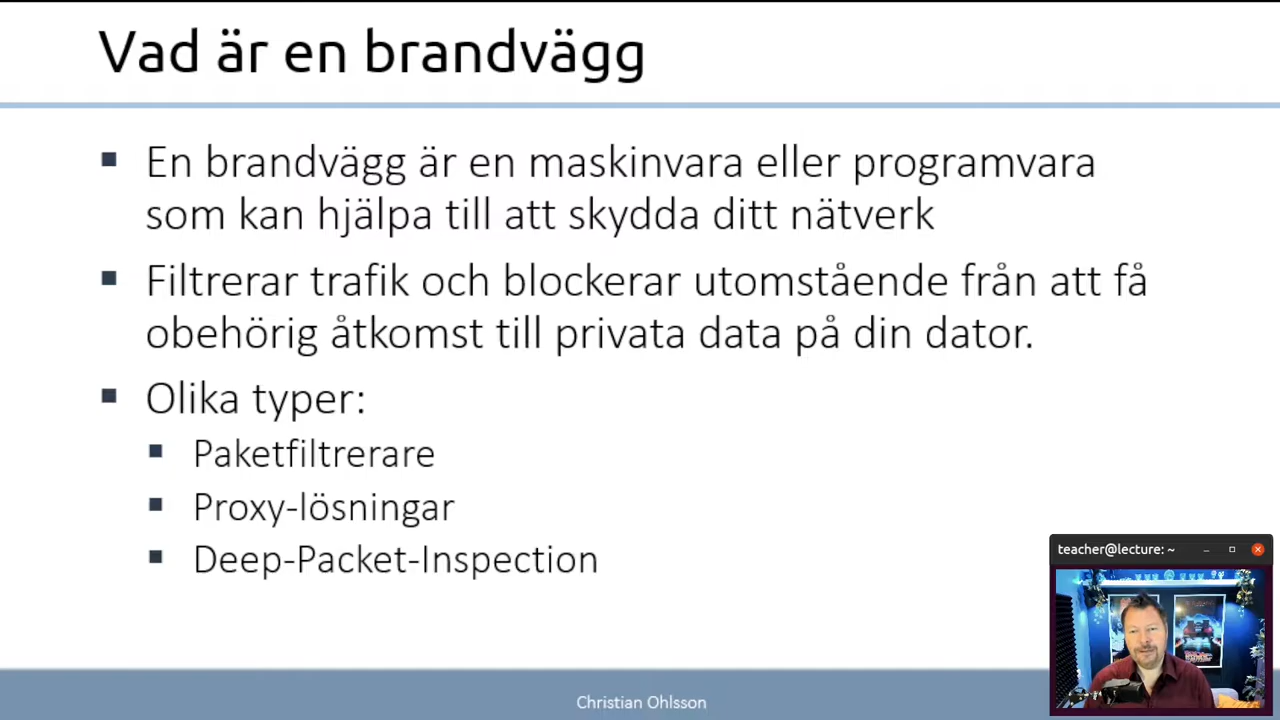 Vad är en brandvägg
En brandvägg är en maskinvara eller programvara
som kan hjälpa till att skydda ditt nätverk
Filtrerar trafik och blockerar utomstående från att få
obehörig åtkomst till privata data på din dator.
Olika typer:
Paketfiltrerare
Proxy-lösningar
Deep-Packet-Inspection
teacher@lecture: ~
Christian Ohlsson